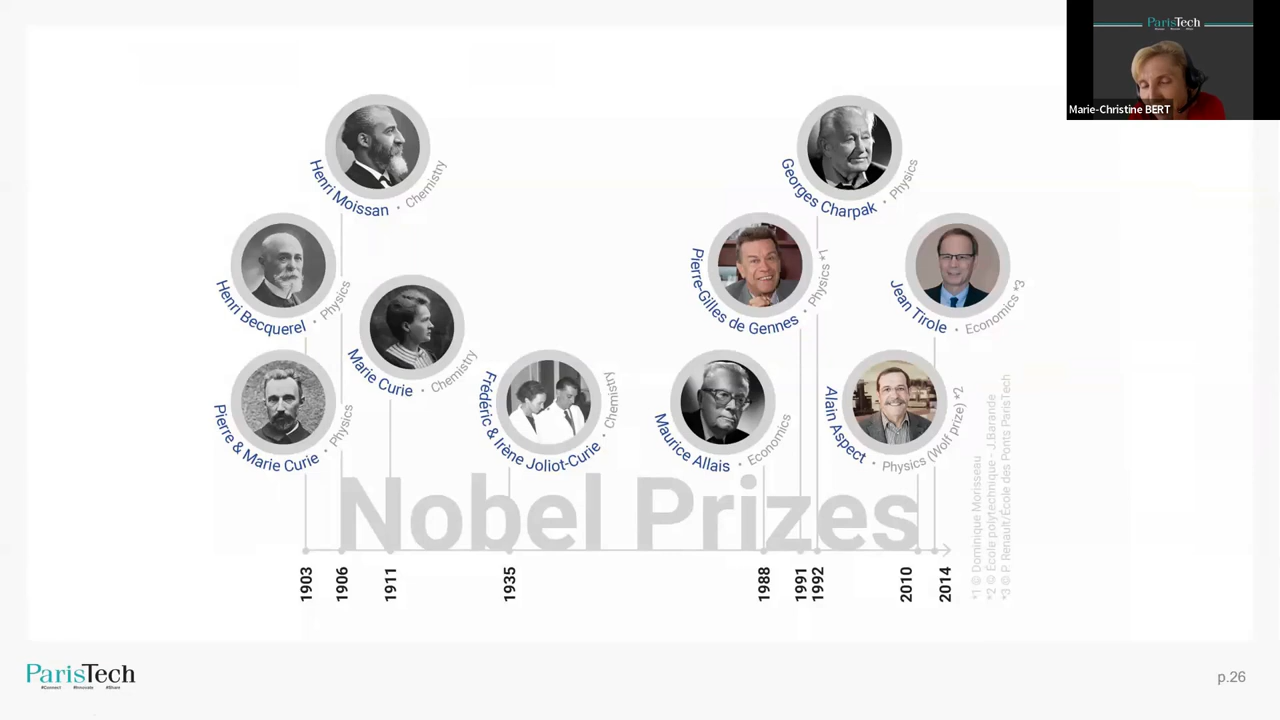 ParisTech
Marie-Christine BERT
Henri Moissan • Chemistry
Georges Charpak • Physics
Henri Becquerel • Physics
Pierre-Gilles de Gennes • Physics *1
Jean Tirole • Economics *3
Marie Curie • Chemistry
Pierre & Marie Curie • Physics
Frédéric & Irène Joliot-Curie • Chemistry
Maurice Allais • Economics
Alain Aspect • Physics (Wolf prize) *2
Nobel Prizes
1903
1906
1911
1935
1988
1991
1992
2010
2014
*1 © Dominique Morisseau
*2 © École polytechnique - J.Barande
*3 © P. Renault/École des Ponts ParisTech
ParisTech
#Connect #Innovate #Share
p.26